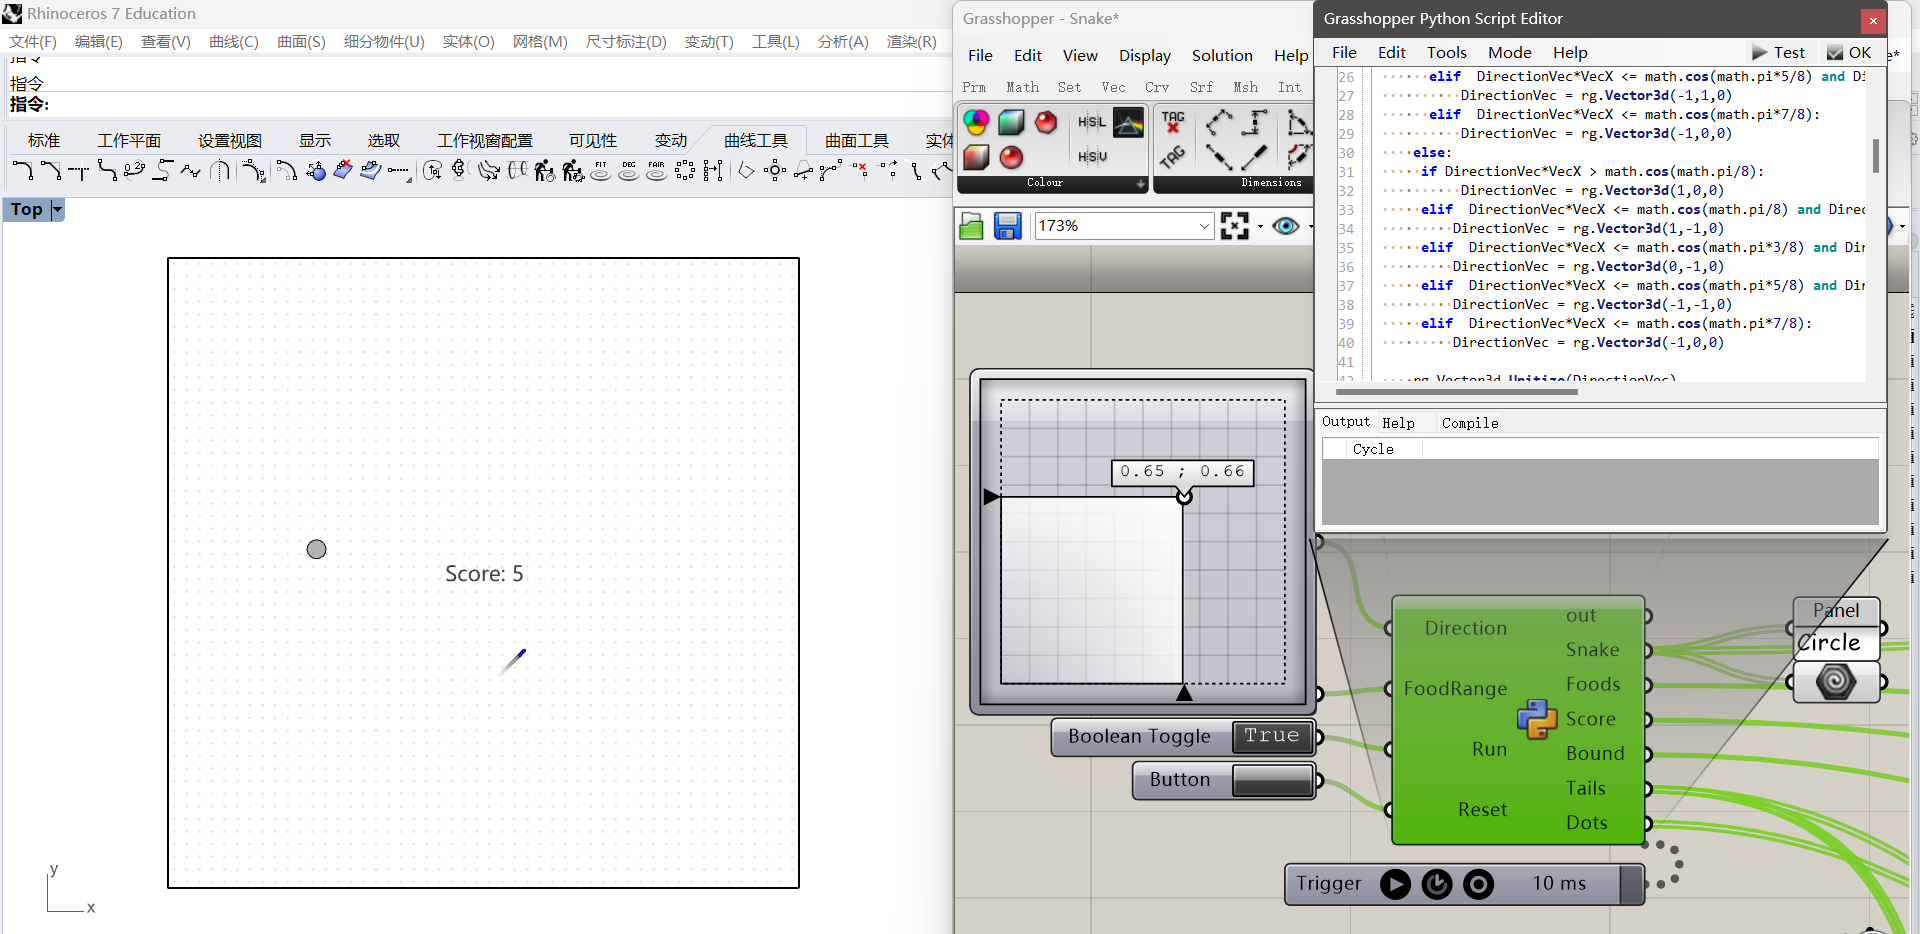 Rhinoceros 7 Education
文件(F) 编辑(E) 查看(V) 曲线(C) 曲面(S) 细分物件(U) 实体(O) 网格(M) 尺寸标注(D) 变动(T) 工具(L) 分析(A) 渲染(R)
指令
指令
指令:
标准 工作平面 设置视图 显示 选取 工作视窗配置 可见性 变动 曲线工具 曲面工具 实体
FIT DEG FAIR
Top
Score: 5
y
x
Grasshopper - Snake*
File Edit View Display Solution Help
Prm Math Set Vec Crv Srf Msh Int
H S L
H S V
TAG
TAG
Colour
Dimensions
173%
0.65 ; 0.66
Boolean Toggle True
Button
Direction
FoodRange
Run
Reset
out
Snake
Foods
Score
Bound
Tails
Dots
Trigger 10 ms
Panel
Circle
Grasshopper Python Script Editor
File Edit Tools Mode Help Test OK
26 elif DirectionVec*VecX <= math.cos(math.pi*5/8) and Di
27 DirectionVec = rg.Vector3d(-1,1,0)
28 elif DirectionVec*VecX <= math.cos(math.pi*7/8):
29 DirectionVec = rg.Vector3d(-1,0,0)
30 else:
31 if DirectionVec*VecX > math.cos(math.pi/8):
32 DirectionVec = rg.Vector3d(1,0,0)
33 elif DirectionVec*VecX <= math.cos(math.pi/8) and Direc
34 DirectionVec = rg.Vector3d(1,-1,0)
35 elif DirectionVec*VecX <= math.cos(math.pi*3/8) and Dir
36 DirectionVec = rg.Vector3d(0,-1,0)
37 elif DirectionVec*VecX <= math.cos(math.pi*5/8) and Dir
38 DirectionVec = rg.Vector3d(-1,-1,0)
39 elif DirectionVec*VecX <= math.cos(math.pi*7/8):
40 DirectionVec = rg.Vector3d(-1,0,0)
41
42 rg.Vector3d.Unitize(DirectionVec)
Output Help Compile
Cycle